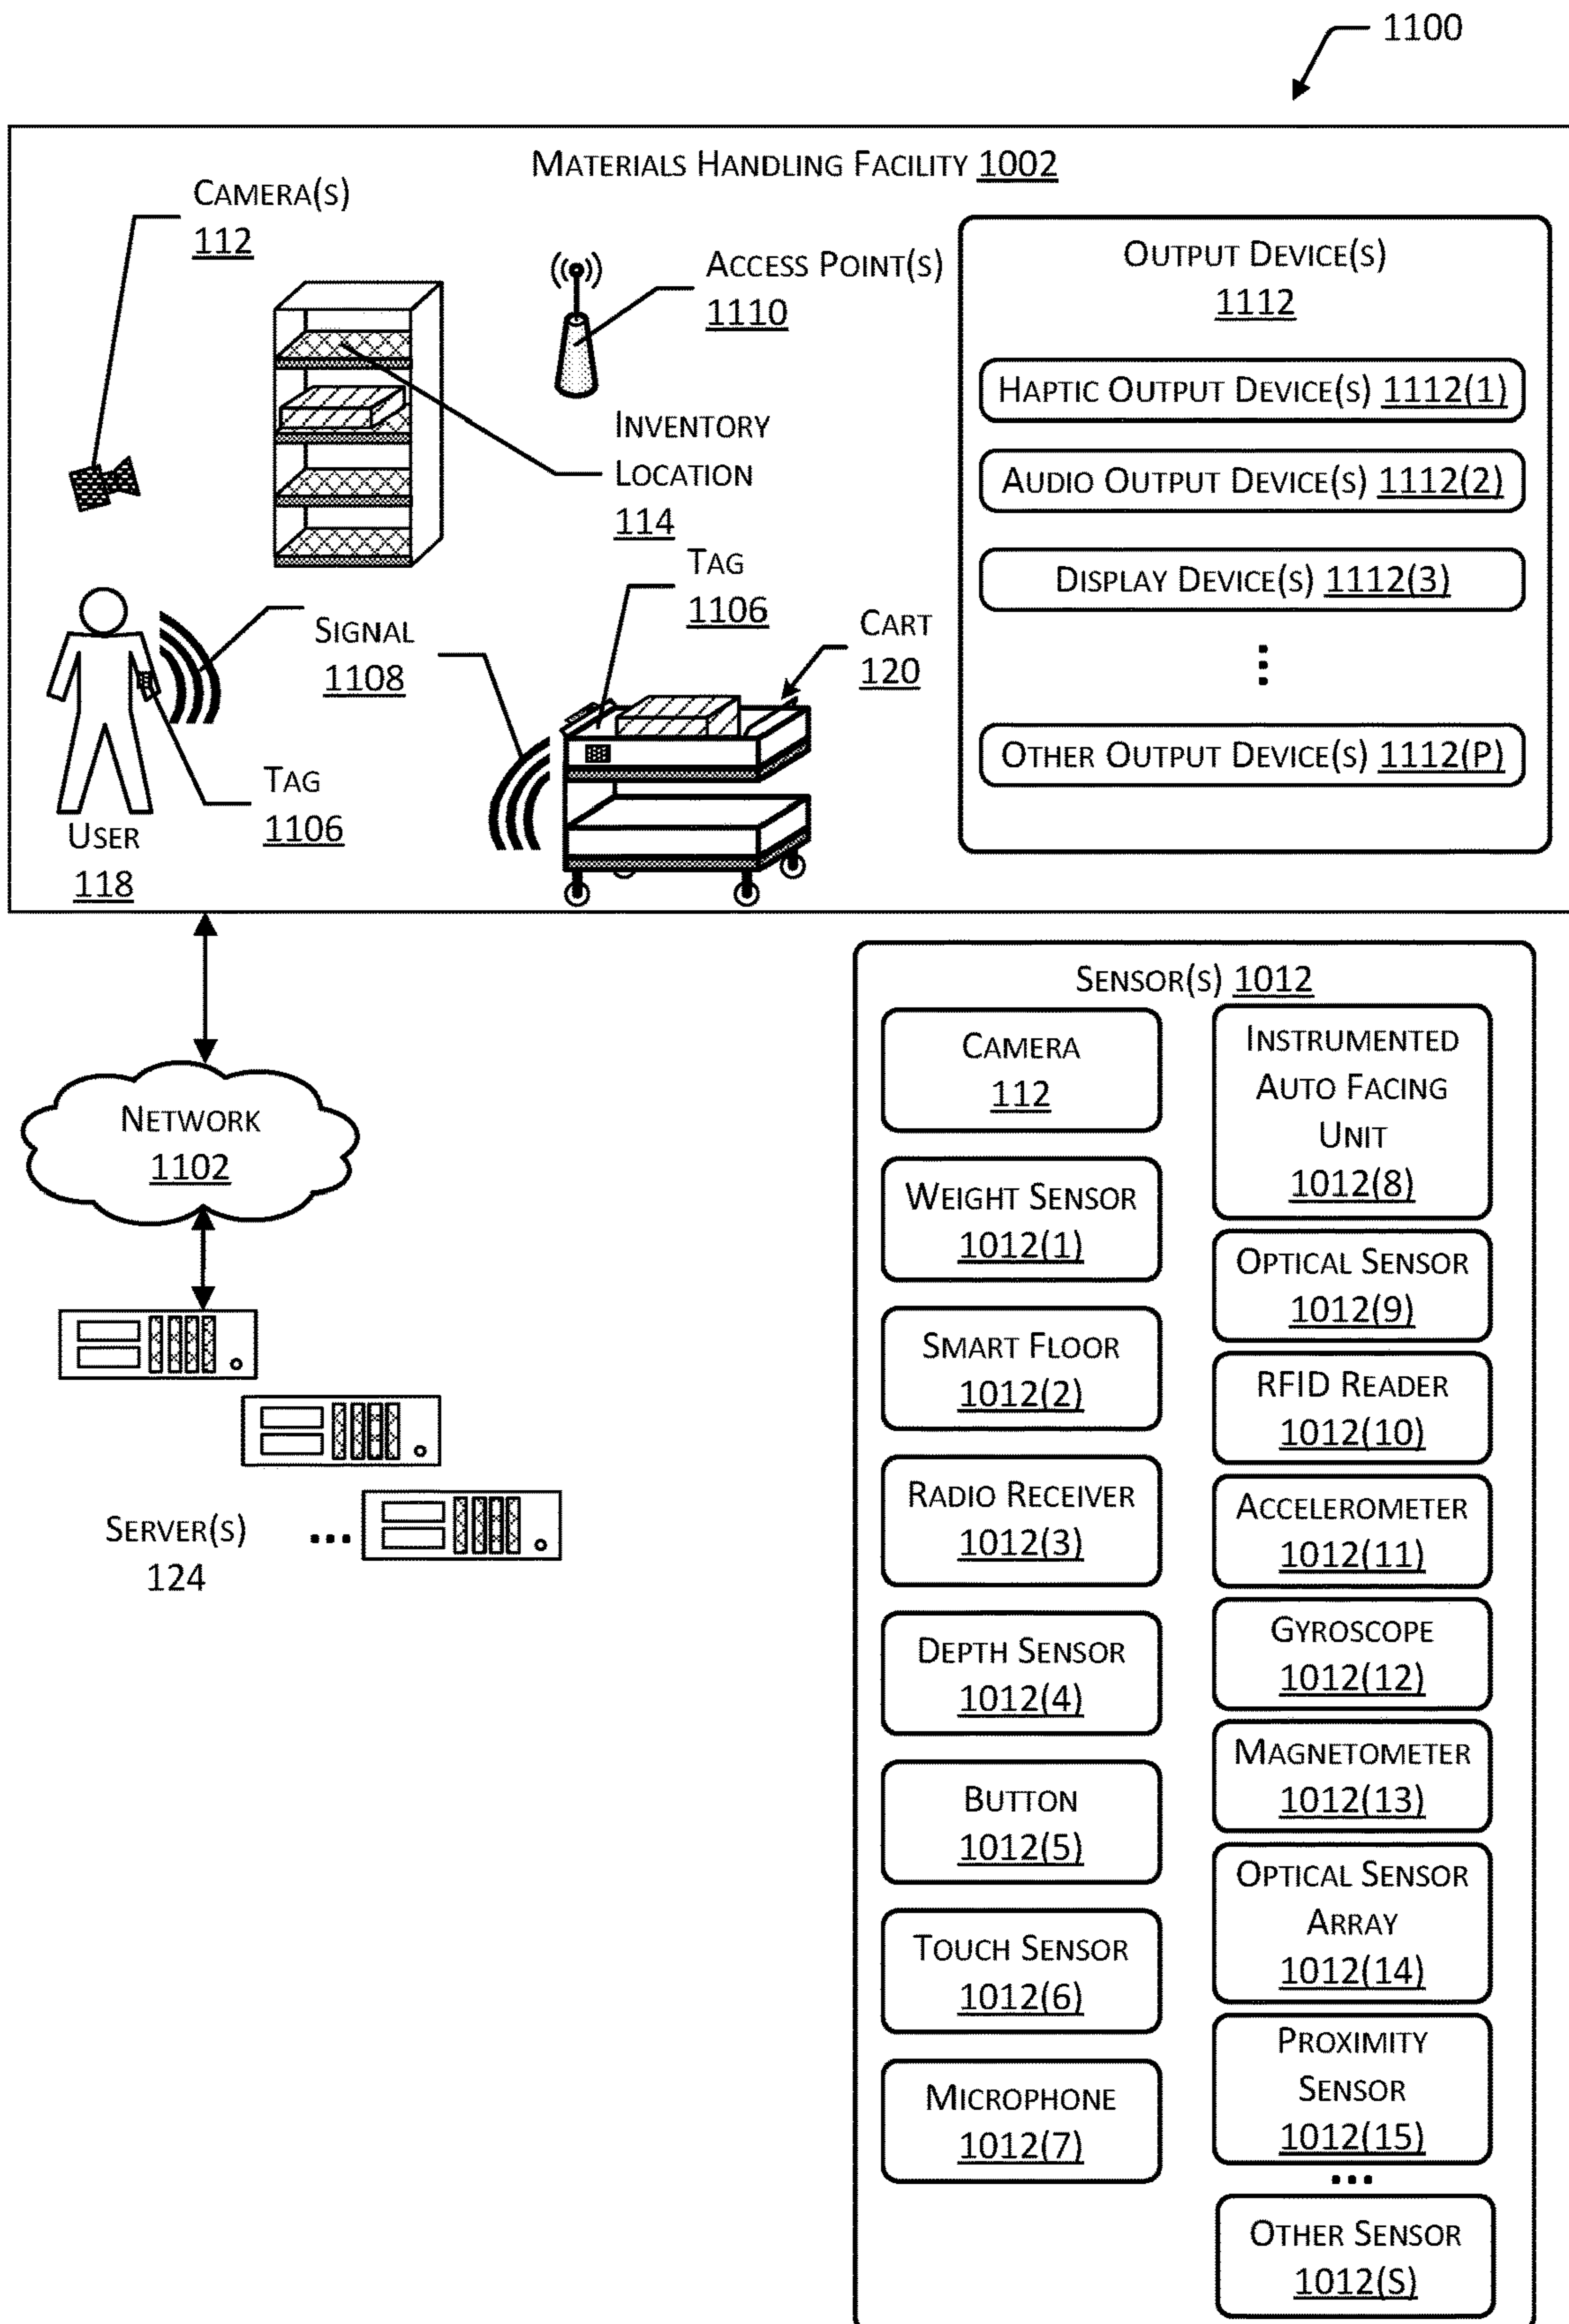 1100
MATERIALS HANDLING FACILITY 1002
CAMERA(S)
112
ACCESS POINT(S)
1110
INVENTORY
LOCATION
114
TAG
1106
SIGNAL
1108
CART
120
TAG
1106
USER
118
OUTPUT DEVICE(S)
1112
HAPTIC OUTPUT DEVICE(S) 1112(1)
AUDIO OUTPUT DEVICE(S) 1112(2)
DISPLAY DEVICE(S) 1112(3)
⋮
OTHER OUTPUT DEVICE(S) 1112(P)
NETWORK
1102
SERVER(S) ...
124
SENSOR(S) 1012
CAMERA
112
WEIGHT SENSOR
1012(1)
SMART FLOOR
1012(2)
RADIO RECEIVER
1012(3)
DEPTH SENSOR
1012(4)
BUTTON
1012(5)
TOUCH SENSOR
1012(6)
MICROPHONE
1012(7)
INSTRUMENTED
AUTO FACING
UNIT
1012(8)
OPTICAL SENSOR
1012(9)
RFID READER
1012(10)
ACCELEROMETER
1012(11)
GYROSCOPE
1012(12)
MAGNETOMETER
1012(13)
OPTICAL SENSOR
ARRAY
1012(14)
PROXIMITY
SENSOR
1012(15)
...
OTHER SENSOR
1012(S)